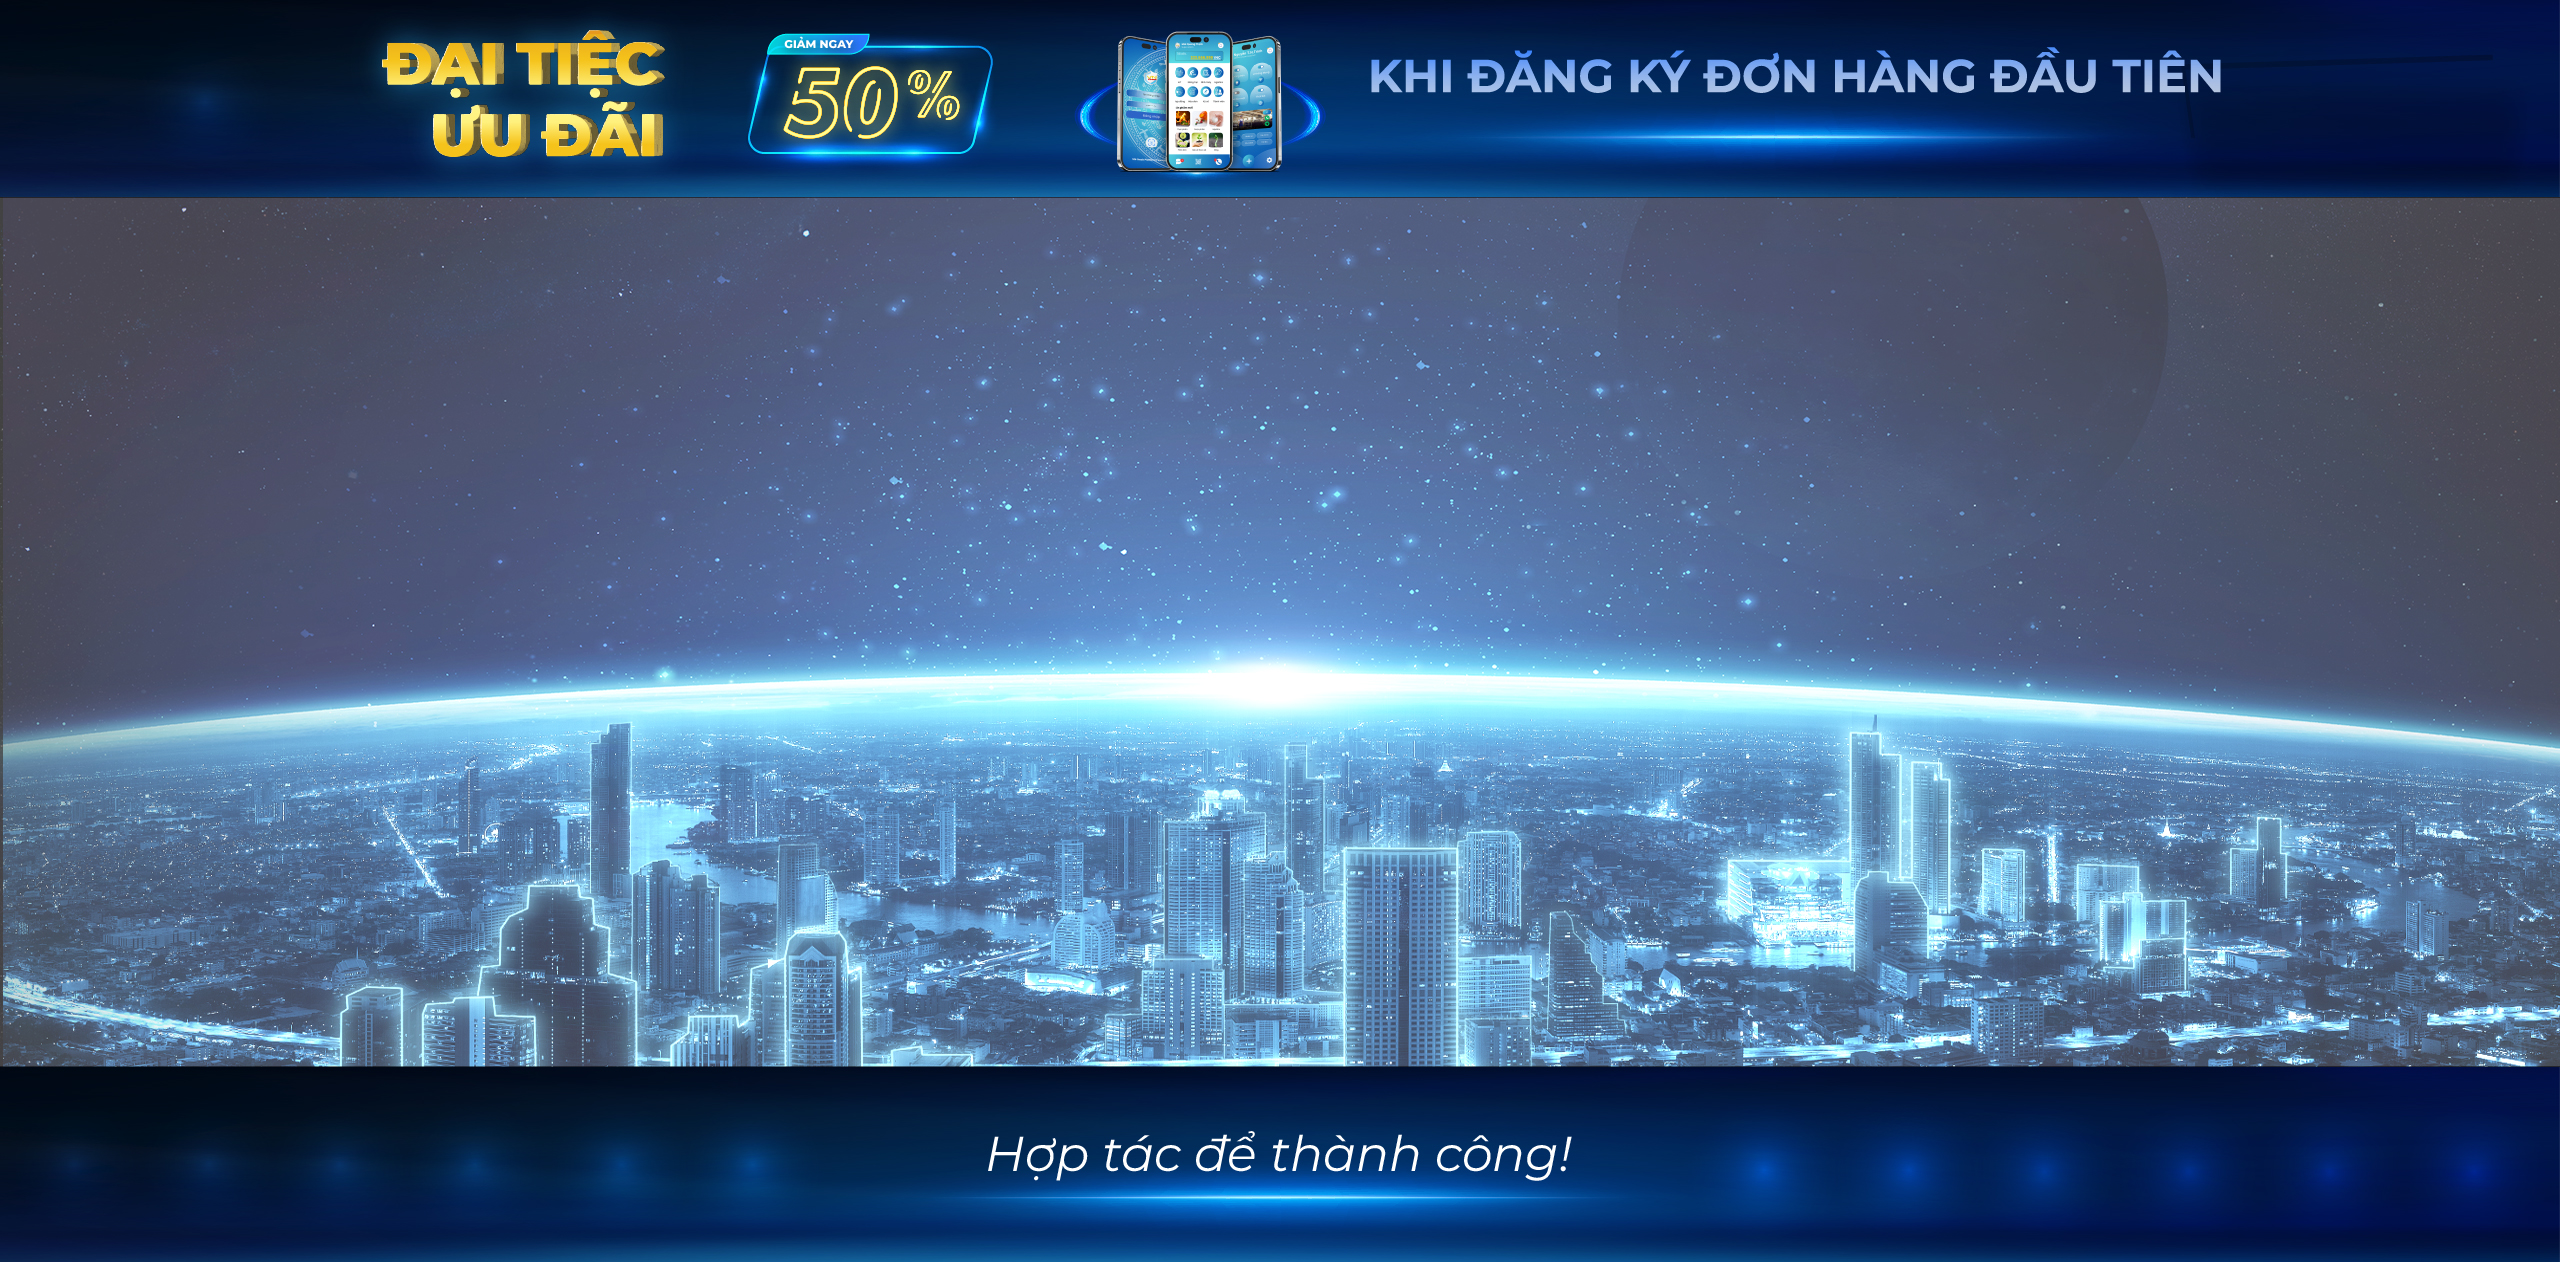 ĐẠI TIỆC
ƯU ĐÃI
GIẢM NGAY
50%
KHI ĐĂNG KÝ ĐƠN HÀNG ĐẦU TIÊN
Hợp tác để thành công!